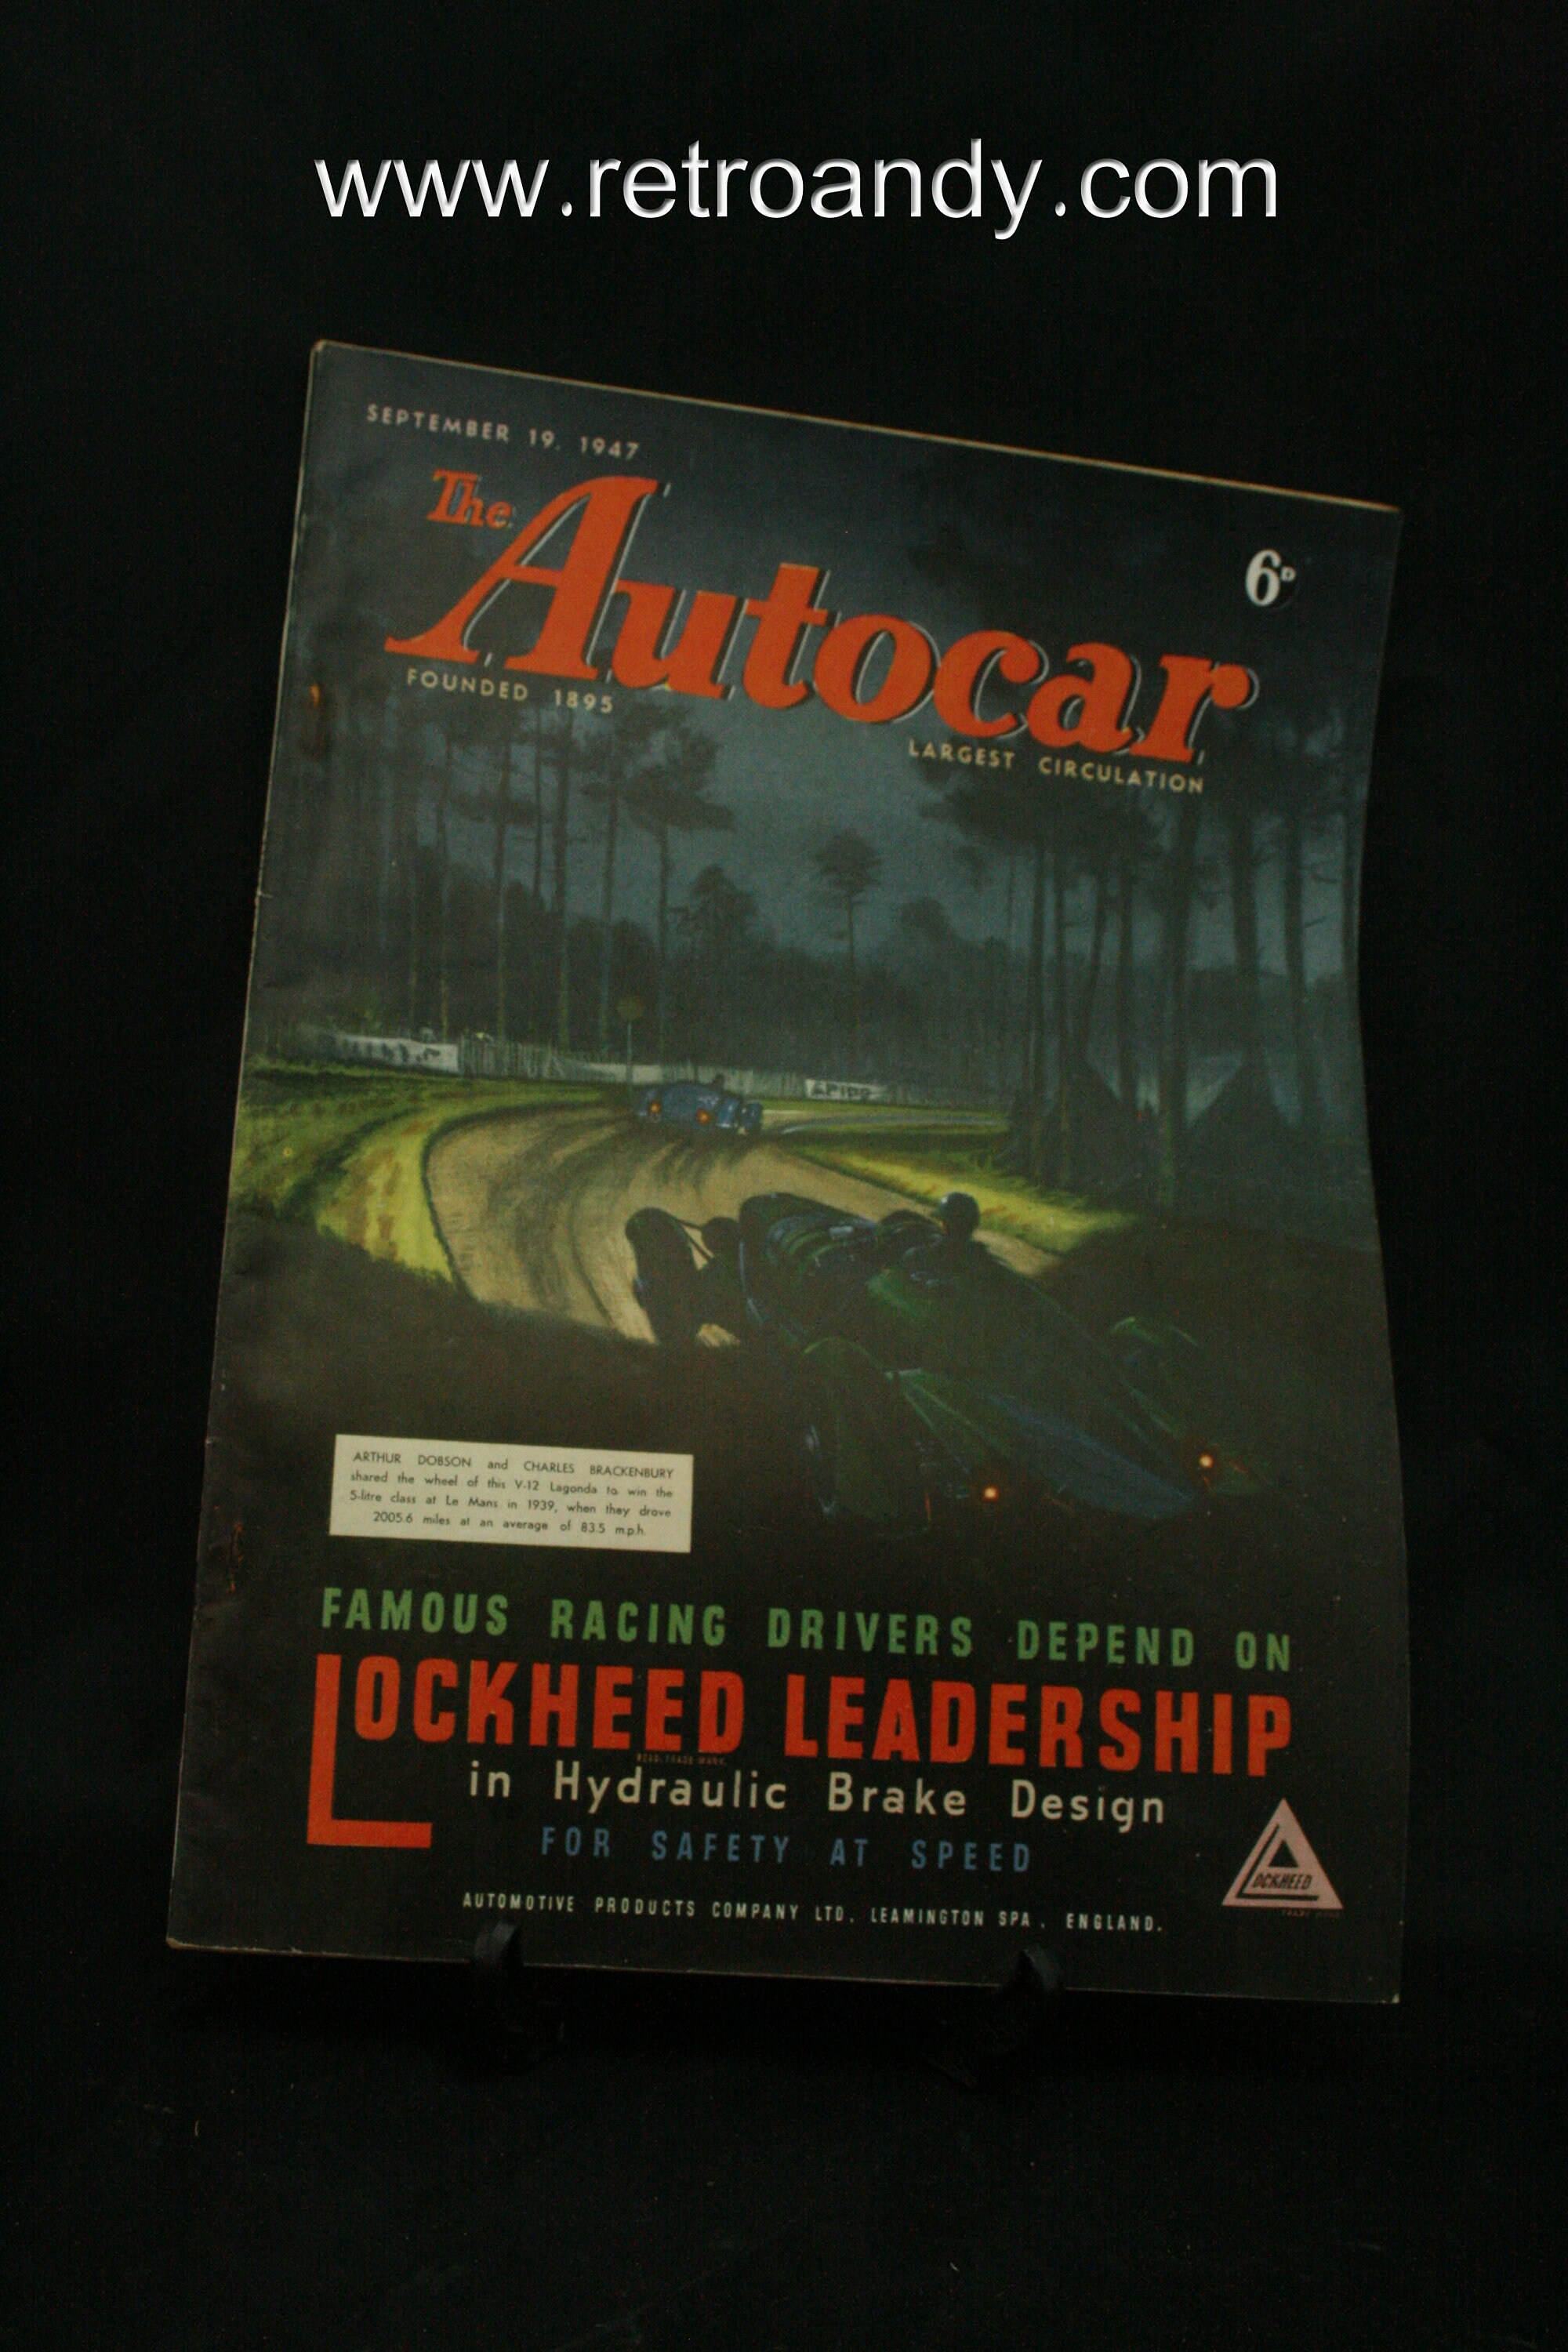 www.retroandy.com
SEPTEMBER 19, 1947
The
Autocar
6D
FOUNDED 1895
LARGEST CIRCULATION
ARTHUR DOBSON and CHARLES BRACKENBURY
shared the wheel of this V-12 Lagonda to win the
5-litre class at Le Mans in 1939, when they drove
2005.6 miles at an average of 83.5 m.p.h.
FAMOUS RACING DRIVERS DEPEND ON
LOCKHEED LEADERSHIP
REGD. TRADE MARK
in Hydraulic Brake Design
FOR SAFETY AT SPEED
LOCKHEED
AUTOMOTIVE PRODUCTS COMPANY LTD., LEAMINGTON SPA, ENGLAND.